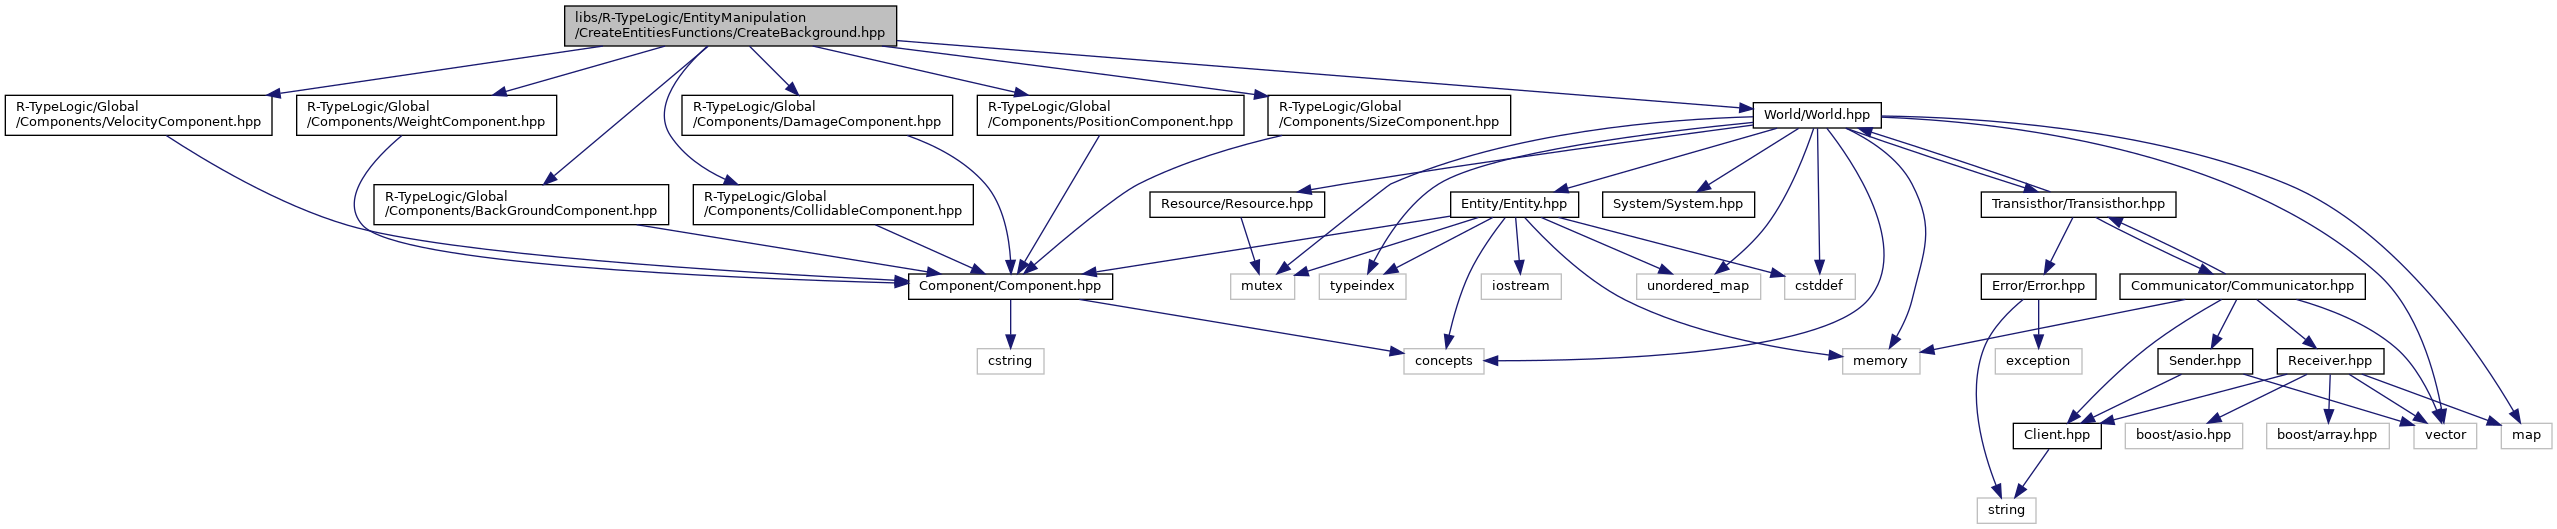 libs/R-TypeLogic/EntityManipulation
/CreateEntitiesFunctions/CreateBackground.hpp
R-TypeLogic/Global
/Components/VelocityComponent.hpp
R-TypeLogic/Global
/Components/WeightComponent.hpp
R-TypeLogic/Global
/Components/DamageComponent.hpp
R-TypeLogic/Global
/Components/PositionComponent.hpp
R-TypeLogic/Global
/Components/SizeComponent.hpp
World/World.hpp
R-TypeLogic/Global
/Components/BackGroundComponent.hpp
R-TypeLogic/Global
/Components/CollidableComponent.hpp
Resource/Resource.hpp
Entity/Entity.hpp
System/System.hpp
Transisthor/Transisthor.hpp
Component/Component.hpp
mutex
typeindex
iostream
unordered_map
cstddef
Error/Error.hpp
Communicator/Communicator.hpp
cstring
concepts
memory
exception
Sender.hpp
Receiver.hpp
Client.hpp
boost/asio.hpp
boost/array.hpp
vector
map
string